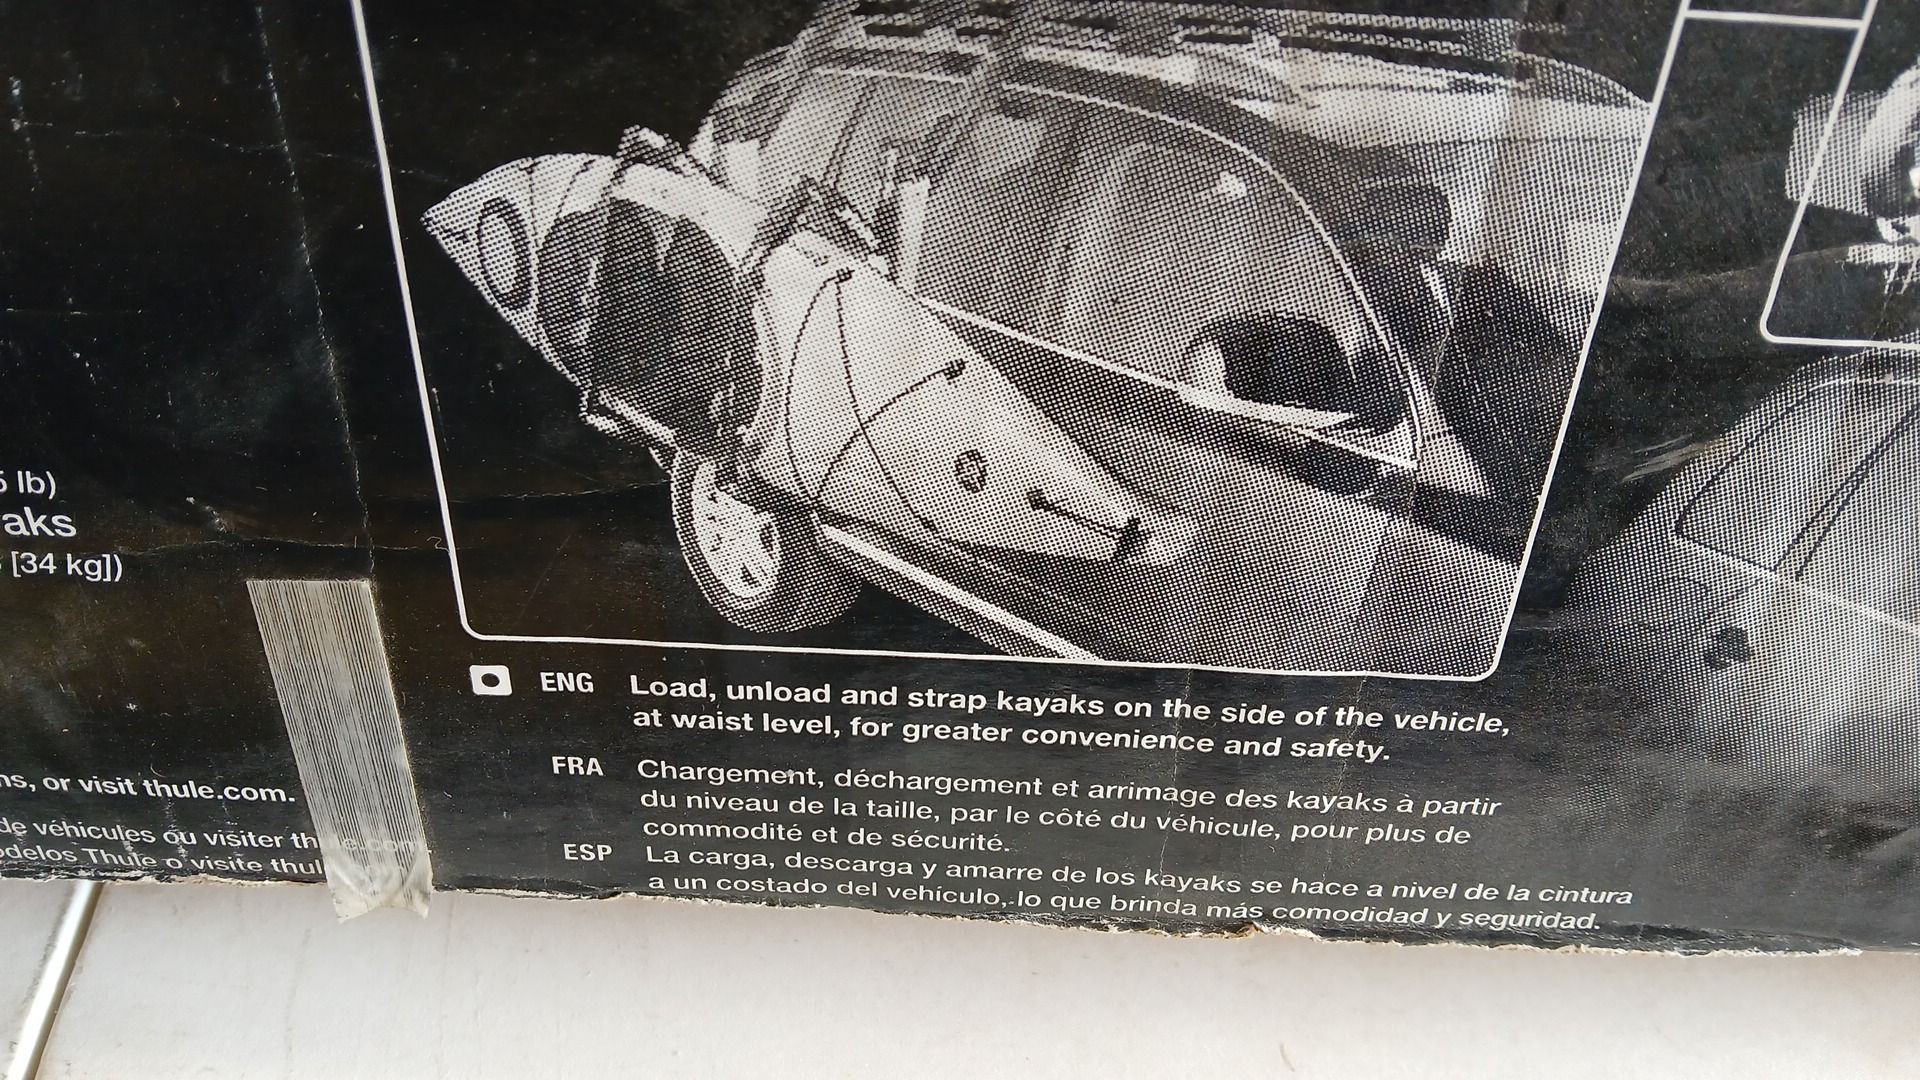 lb)
aks
[34 kg])
or visit thule.com.
de véhicules ou visiter
Thule o visite
ENG Load, unload and strap kayaks on the side of the vehicle,
at waist level, for greater convenience and safety.
FRA Chargement, déchargement et arrimage des kayaks à partir
du niveau de la taille, par le côté du véhicule, pour plus de
commodité et de sécurité.
ESP La carga, descarga y amarre de los kayaks se hace a nivel de la cintura
a un costado del vehículo, lo que brinda más comodidad y seguridad.